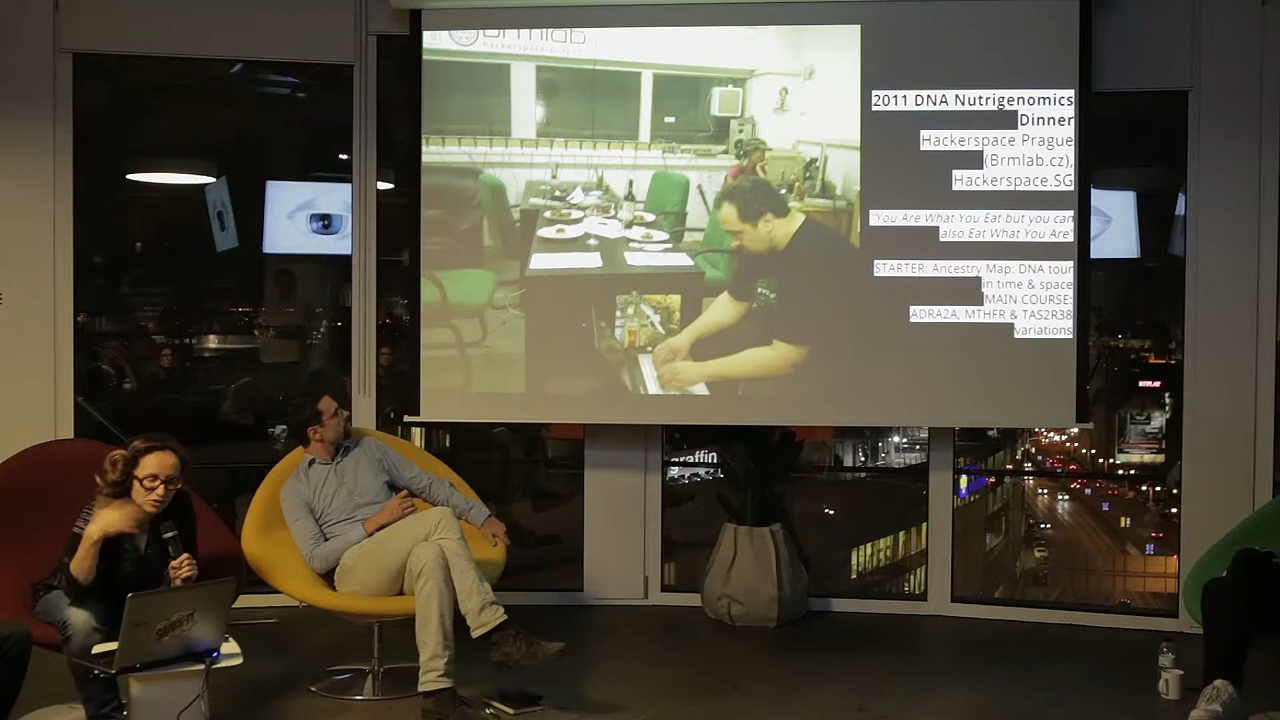 brmlab
hackerspace prague
2011 DNA Nutrigenomics
Dinner
Hackerspace Prague
(Brmlab.cz),
Hackerspace.SG
"You Are What You Eat but you can
also Eat What You Are"
STARTER: Ancestry Map: DNA tour
in time & space
MAIN COURSE:
ADRA2A, MTHFR & TAS2R38
variations
graffin